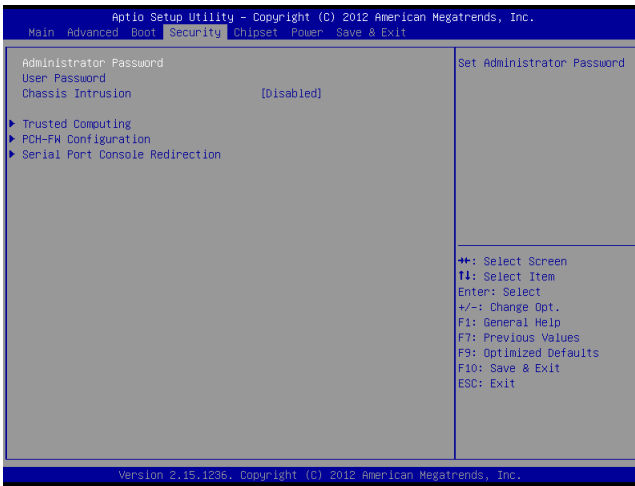 Aptio Setup Utility – Copyright (C) 2012 American Megatrends, Inc.
Main Advanced Boot Security Chipset Power Save & Exit
Administrator Password
User Password
Chassis Intrusion [Disabled]
Trusted Computing
PCH-FW Configuration
Serial Port Console Redirection
Set Administrator Password
→←: Select Screen
↑↓: Select Item
Enter: Select
+/-: Change Opt.
F1: General Help
F7: Previous Values
F9: Optimized Defaults
F10: Save & Exit
ESC: Exit
Version 2.15.1236. Copyright (C) 2012 American Megatrends, Inc.